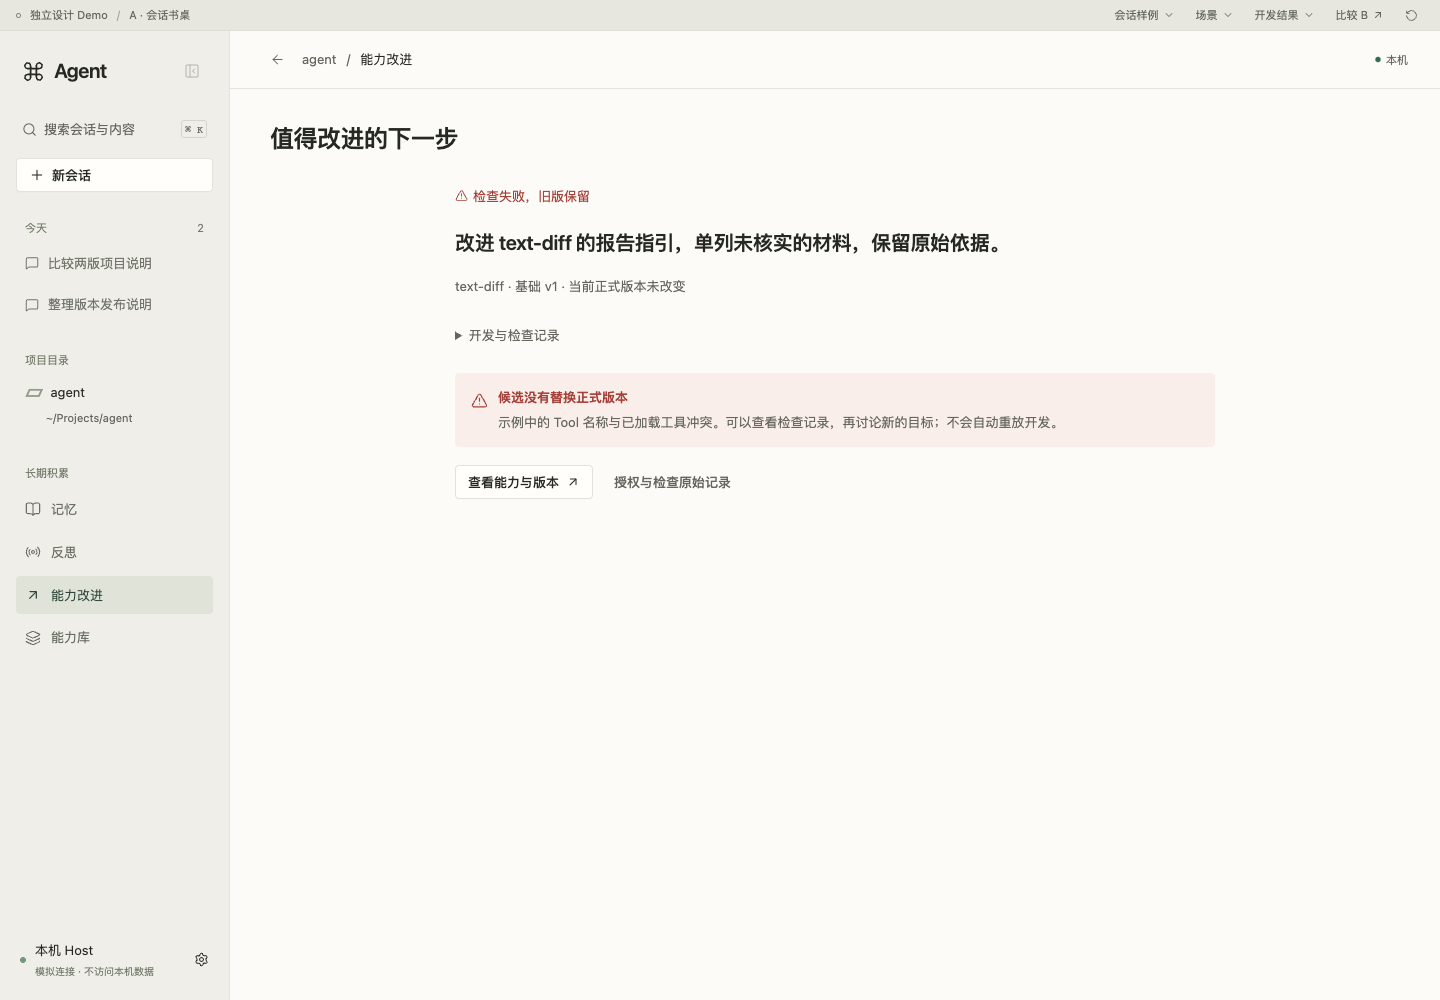 独立设计 Demo / A · 会话书桌
会话样例
场景
开发结果
比较 B
Agent
搜索会话与内容
⌘ K
新会话
今天
2
比较两版项目说明
整理版本发布说明
项目目录
agent
~/Projects/agent
长期积累
记忆
反思
能力改进
能力库
本机 Host
模拟连接 · 不访问本机数据
agent / 能力改进
本机
值得改进的下一步
检查失败，旧版保留
改进 text-diff 的报告指引，单列未核实的材料，保留原始依据。
text-diff · 基础 v1 · 当前正式版本未改变
开发与检查记录
候选没有替换正式版本
示例中的 Tool 名称与已加载工具冲突。可以查看检查记录，再讨论新的目标；不会自动重放开发。
查看能力与版本
授权与检查原始记录